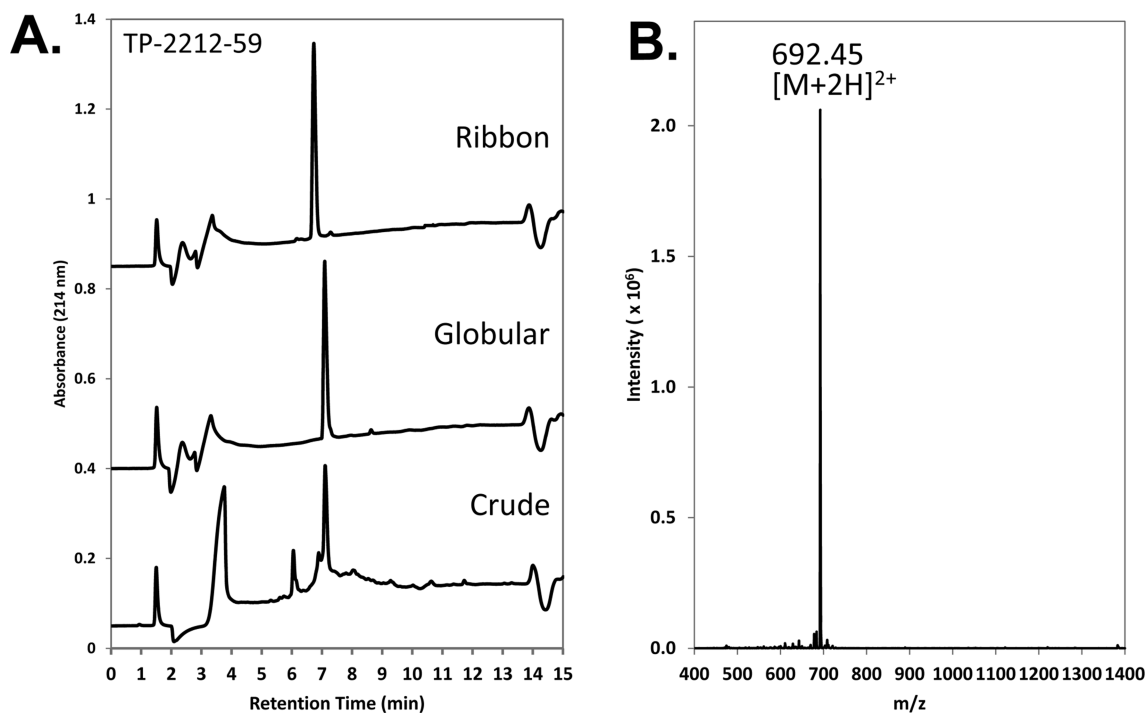 A.
TP-2212-59
Ribbon
Globular
Crude
Absorbance (214 nm)
1.4
1.2
1
0.8
0.6
0.4
0.2
0
0 1 2 3 4 5 6 7 8 9 10 11 12 13 14 15
Retention Time (min)
B.
692.45
[M+2H]²⁺
Intensity ( x 10⁶)
2.0
1.5
1.0
0.5
0.0
400 500 600 700 800 900 1000 1100 1200 1300 1400
m/z